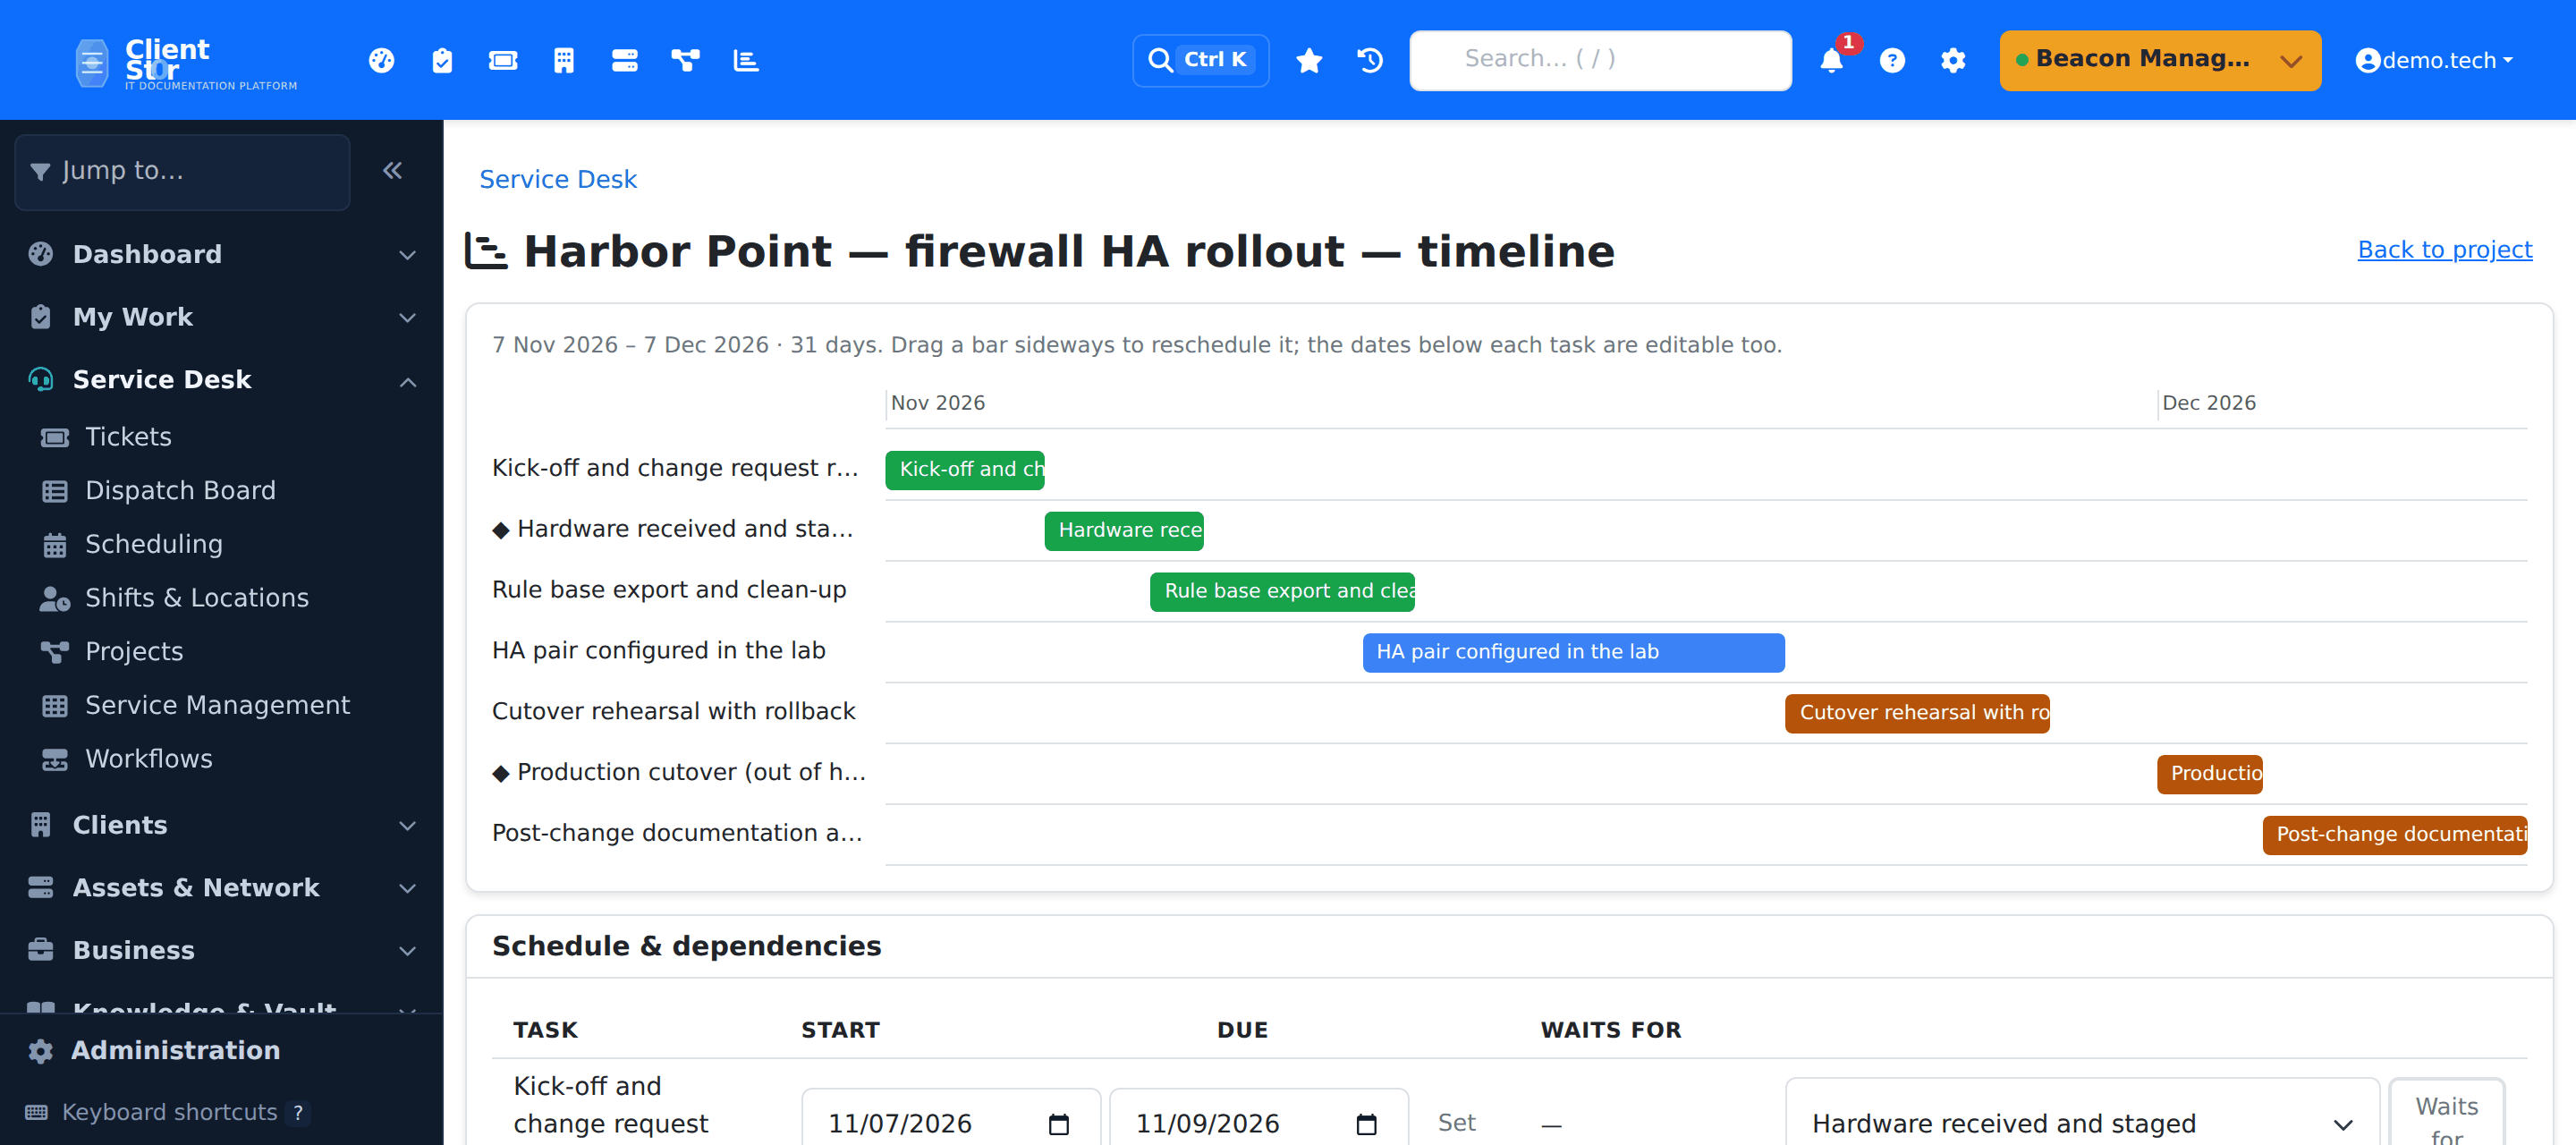 Client
St0r
IT DOCUMENTATION PLATFORM
Ctrl K
Search... ( / )
1
?
Beacon Manag...
demo.tech
Jump to...
Dashboard
My Work
Service Desk
Tickets
Dispatch Board
Scheduling
Shifts & Locations
Projects
Service Management
Workflows
Clients
Assets & Network
Business
Knowledge & Vault
Administration
Keyboard shortcuts ?
Service Desk
Harbor Point — firewall HA rollout — timeline
Back to project
7 Nov 2026 – 7 Dec 2026 · 31 days. Drag a bar sideways to reschedule it; the dates below each task are editable too.
Nov 2026
Dec 2026
Kick-off and change request r...
Kick-off and ch
◆ Hardware received and sta...
Hardware rece
Rule base export and clean-up
Rule base export and clea
HA pair configured in the lab
HA pair configured in the lab
Cutover rehearsal with rollback
Cutover rehearsal with ro
◆ Production cutover (out of h...
Productio
Post-change documentation a...
Post-change documentati
Schedule & dependencies
TASK
START
DUE
WAITS FOR
Kick-off and
change request
11/07/2026
11/09/2026
Set
—
Hardware received and staged
Waits
for